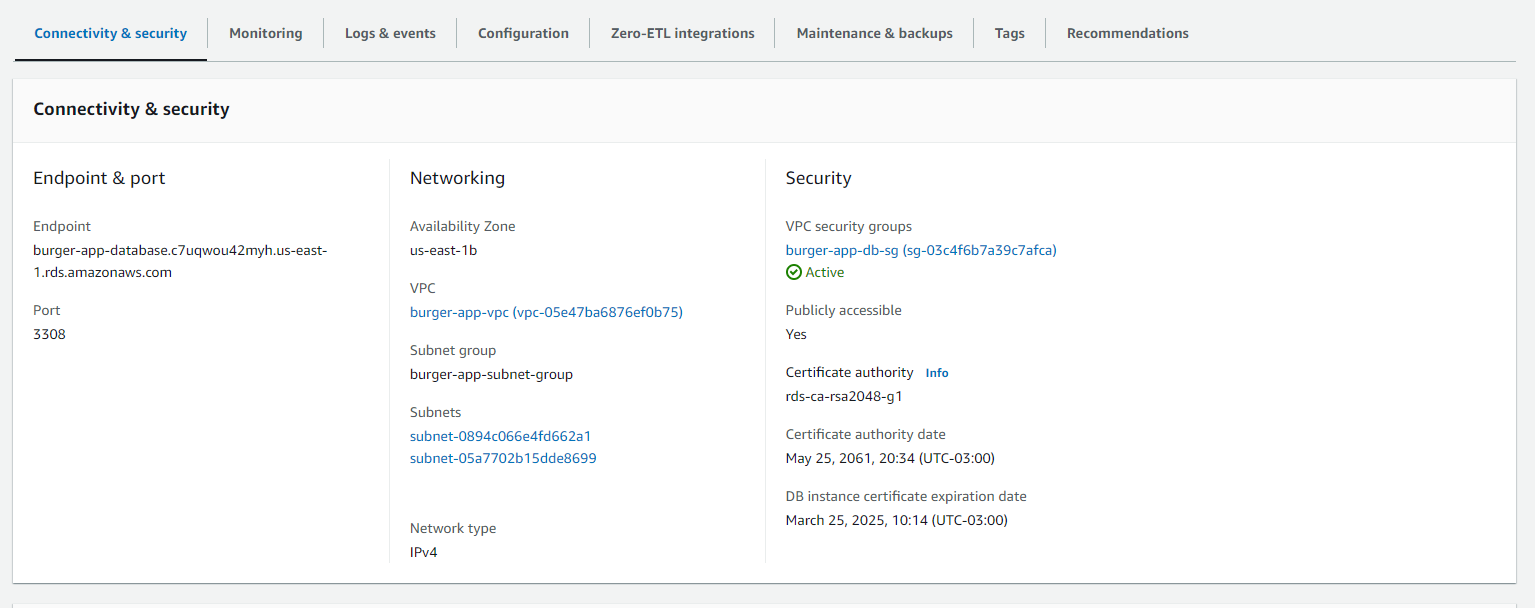 Connectivity & security
Monitoring
Logs & events
Configuration
Zero-ETL integrations
Maintenance & backups
Tags
Recommendations
Connectivity & security
Endpoint & port
Endpoint
burger-app-database.c7uqwou42myh.us-east-
1.rds.amazonaws.com
Port
3308
Networking
Availability Zone
us-east-1b
VPC
burger-app-vpc (vpc-05e47ba6876ef0b75)
Subnet group
burger-app-subnet-group
Subnets
subnet-0894c066e4fd662a1
subnet-05a7702b15dde8699
Network type
IPv4
Security
VPC security groups
burger-app-db-sg (sg-03c4f6b7a39c7afca)
Active
Publicly accessible
Yes
Certificate authority Info
rds-ca-rsa2048-g1
Certificate authority date
May 25, 2061, 20:34 (UTC-03:00)
DB instance certificate expiration date
March 25, 2025, 10:14 (UTC-03:00)